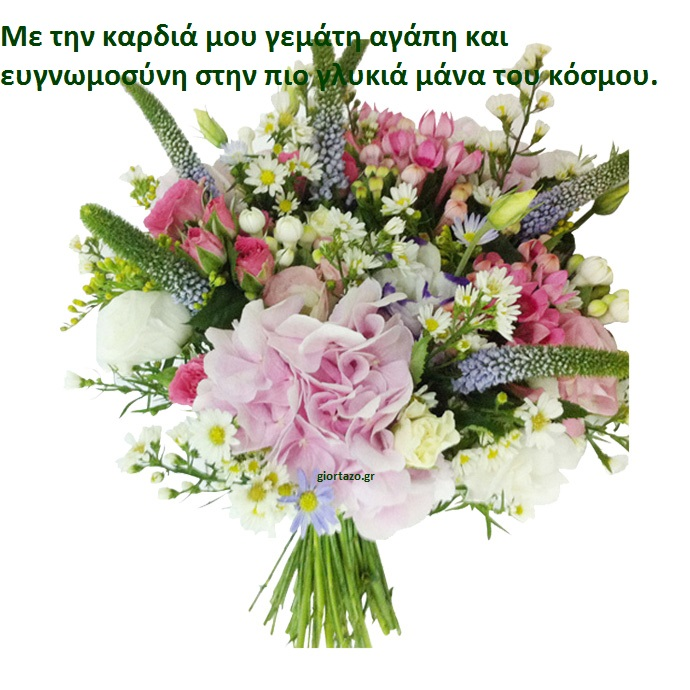 Με την καρδιά μου γεμάτη αγάπη και
ευγνωμοσύνη στην πιο γλυκιά μάνα του κόσμου.
giortazo.gr